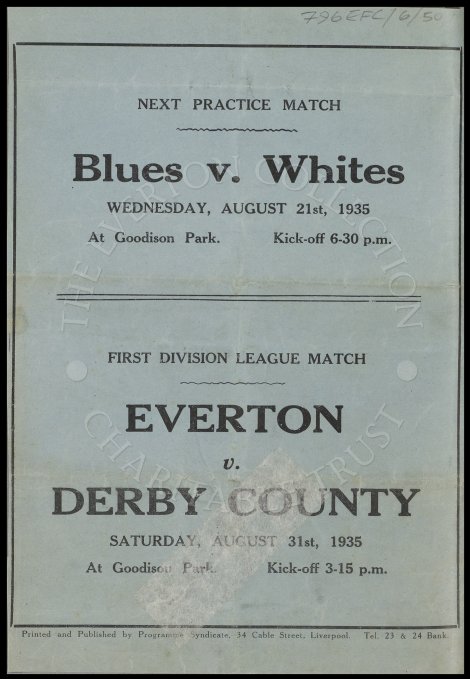 796EFC/6/50
NEXT PRACTICE MATCH
Blues v. Whites
WEDNESDAY, AUGUST 21st, 1935
At Goodison Park. Kick-off 6-30 p.m.
FIRST DIVISION LEAGUE MATCH
EVERTON
v.
DERBY COUNTY
SATURDAY, AUGUST 31st, 1935
At Goodison Park. Kick-off 3-15 p.m.
Printed and Published by Programme Syndicate, 34 Cable Street, Liverpool. Tel. 23 & 24 Bank.
THE EVERTON COLLECTION
CHARITABLE TRUST